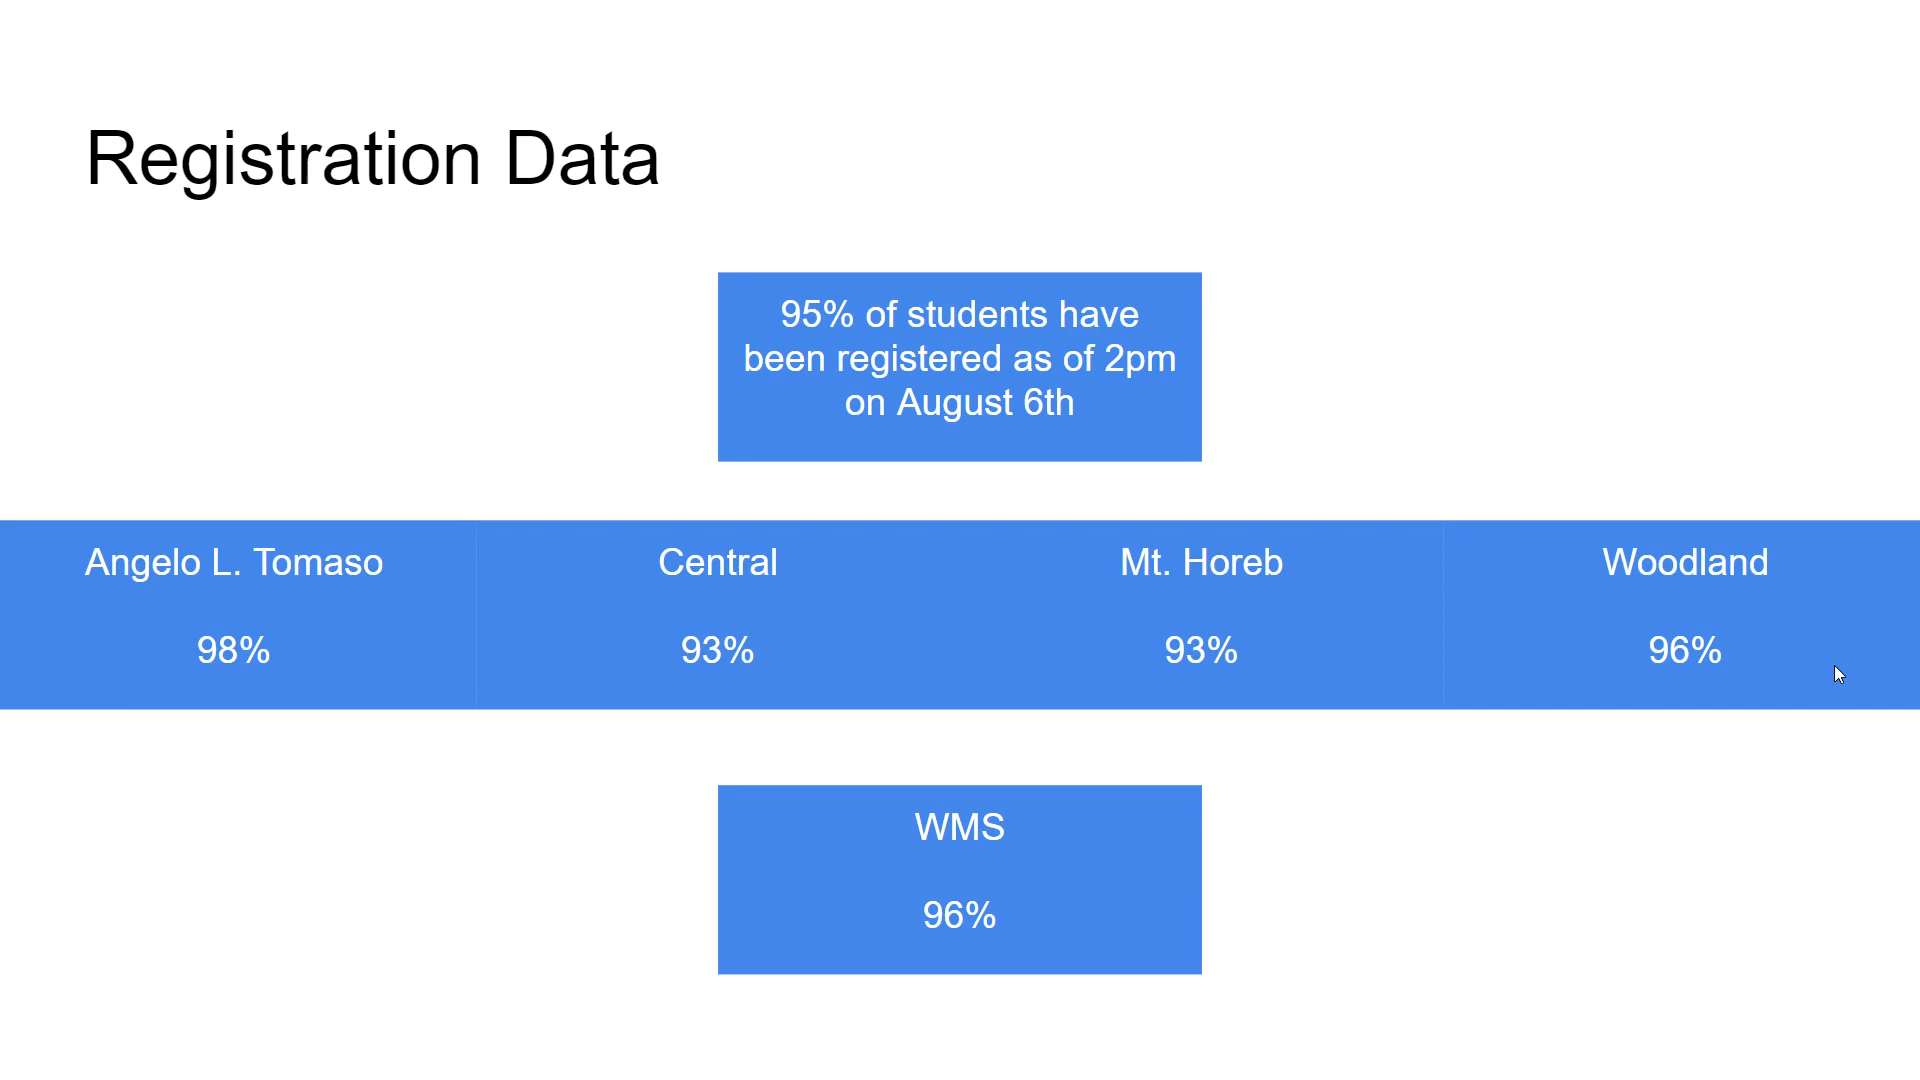 Registration Data
95% of students have
been registered as of 2pm
on August 6th
Angelo L. Tomaso
98%
Central
93%
Mt. Horeb
93%
Woodland
96%
WMS
96%